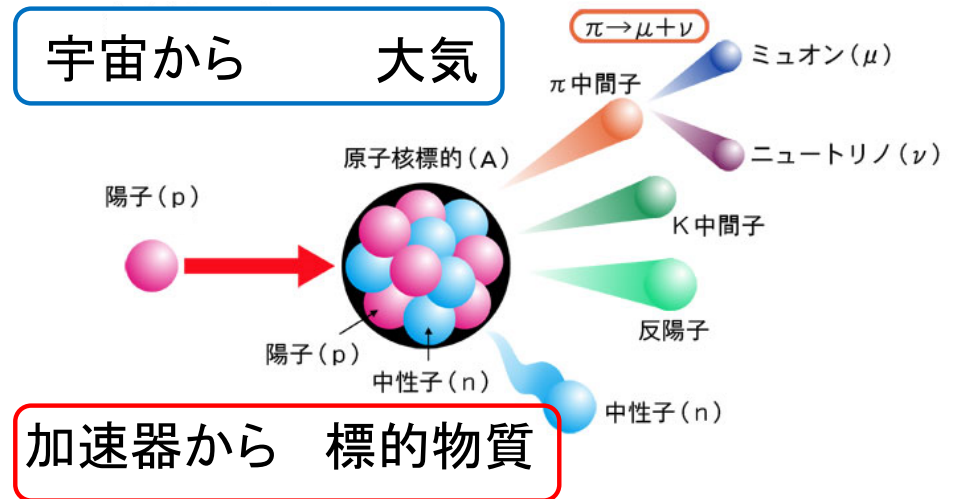 宇宙から 大気
π→μ+ν
ミュオン(μ)
π中間子
ニュートリノ(ν)
原子核標的(A)
陽子(p)
K中間子
反陽子
陽子(p)
中性子(n)
中性子(n)
加速器から 標的物質